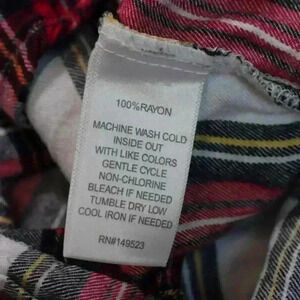 100%RAYON
MACHINE WASH COLD
INSIDE OUT
WITH LIKE COLORS
GENTLE CYCLE
NON-CHLORINE
BLEACH IF NEEDED
TUMBLE DRY LOW
COOL IRON IF NEEDED
RN#149523